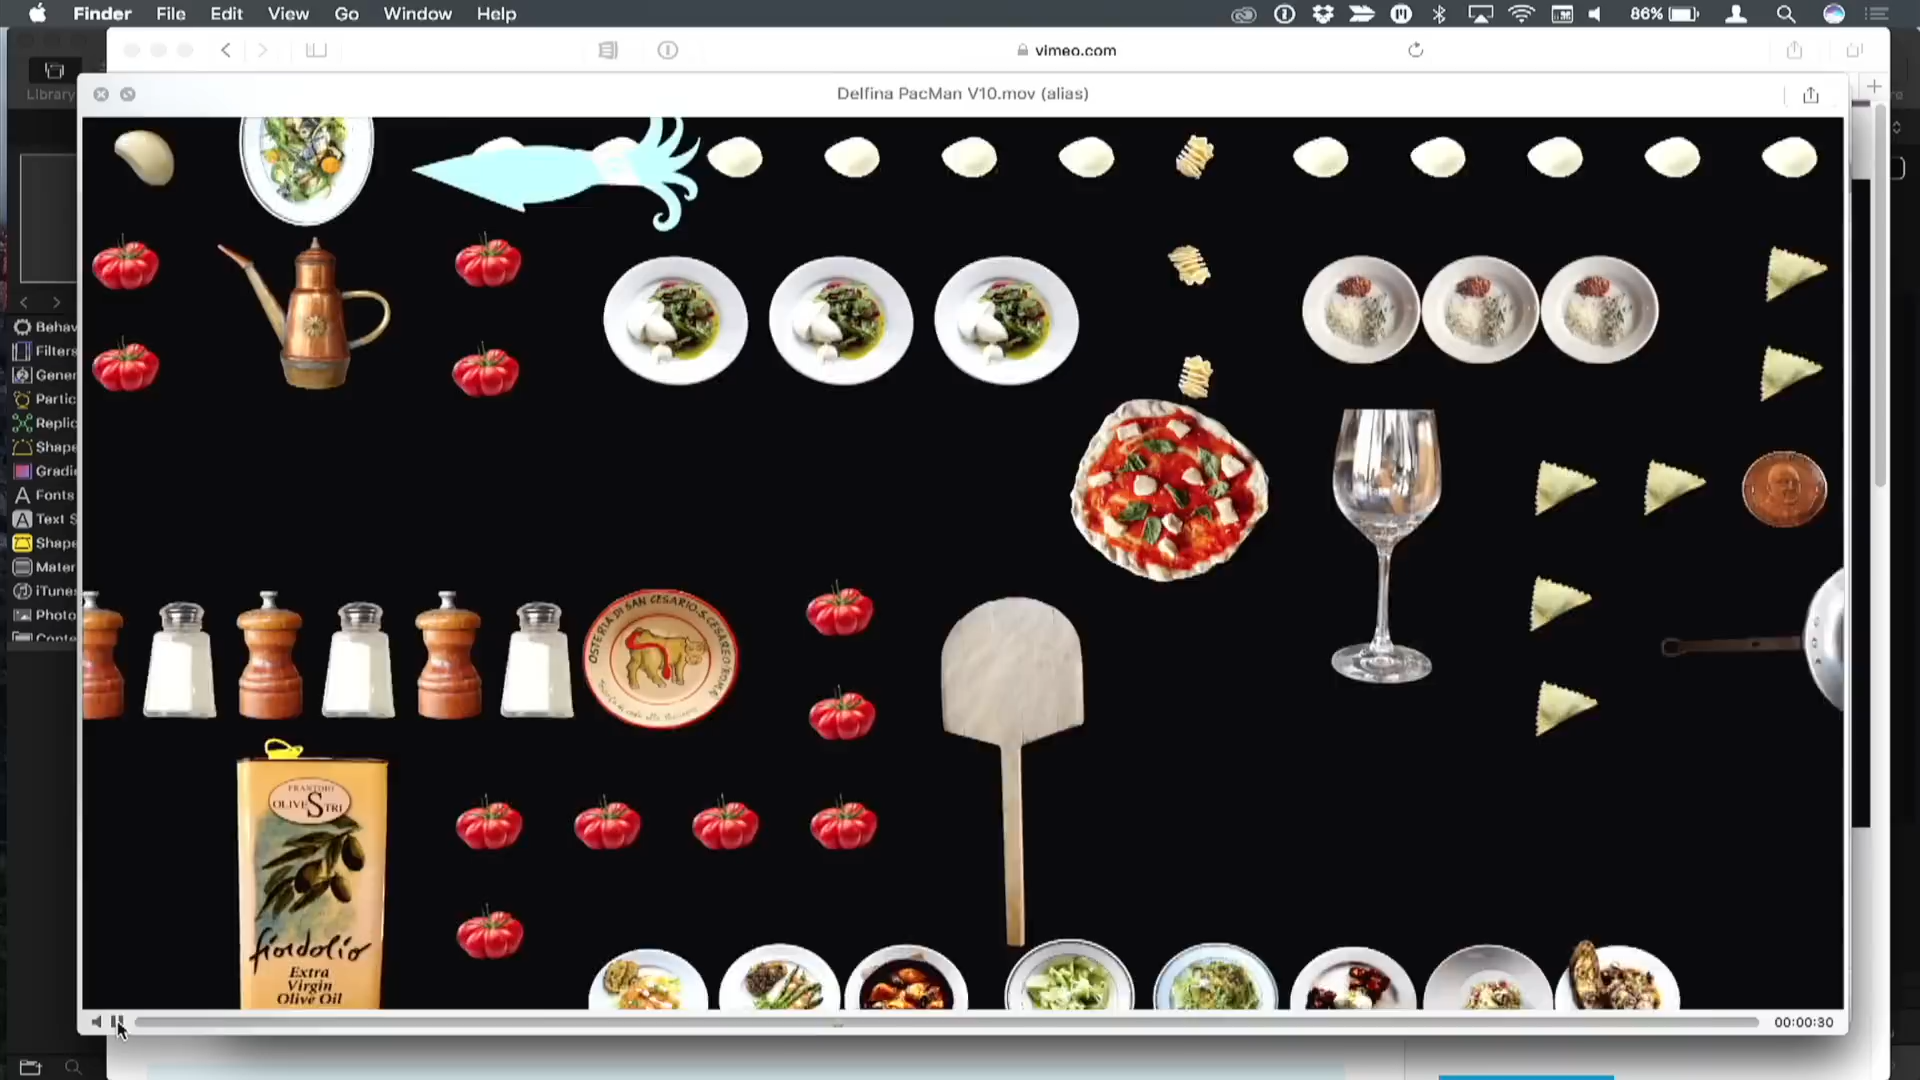 Finder File Edit View Go Window Help
86%
vimeo.com
Library
Delfina PacMan V10.mov (alias)
Behav
Filters
Gener
Partic
Replic
Shape
Gradi
Fonts
Text S
Shape
Mater
iTunes
Photo
Conte
OSTERIA DI SAN CESARIO-S.CESAREO ROMA
FRANTOIO
OLIVESTRI
fiordolio
Extra
Virgin
Olive Oil
00:00:30